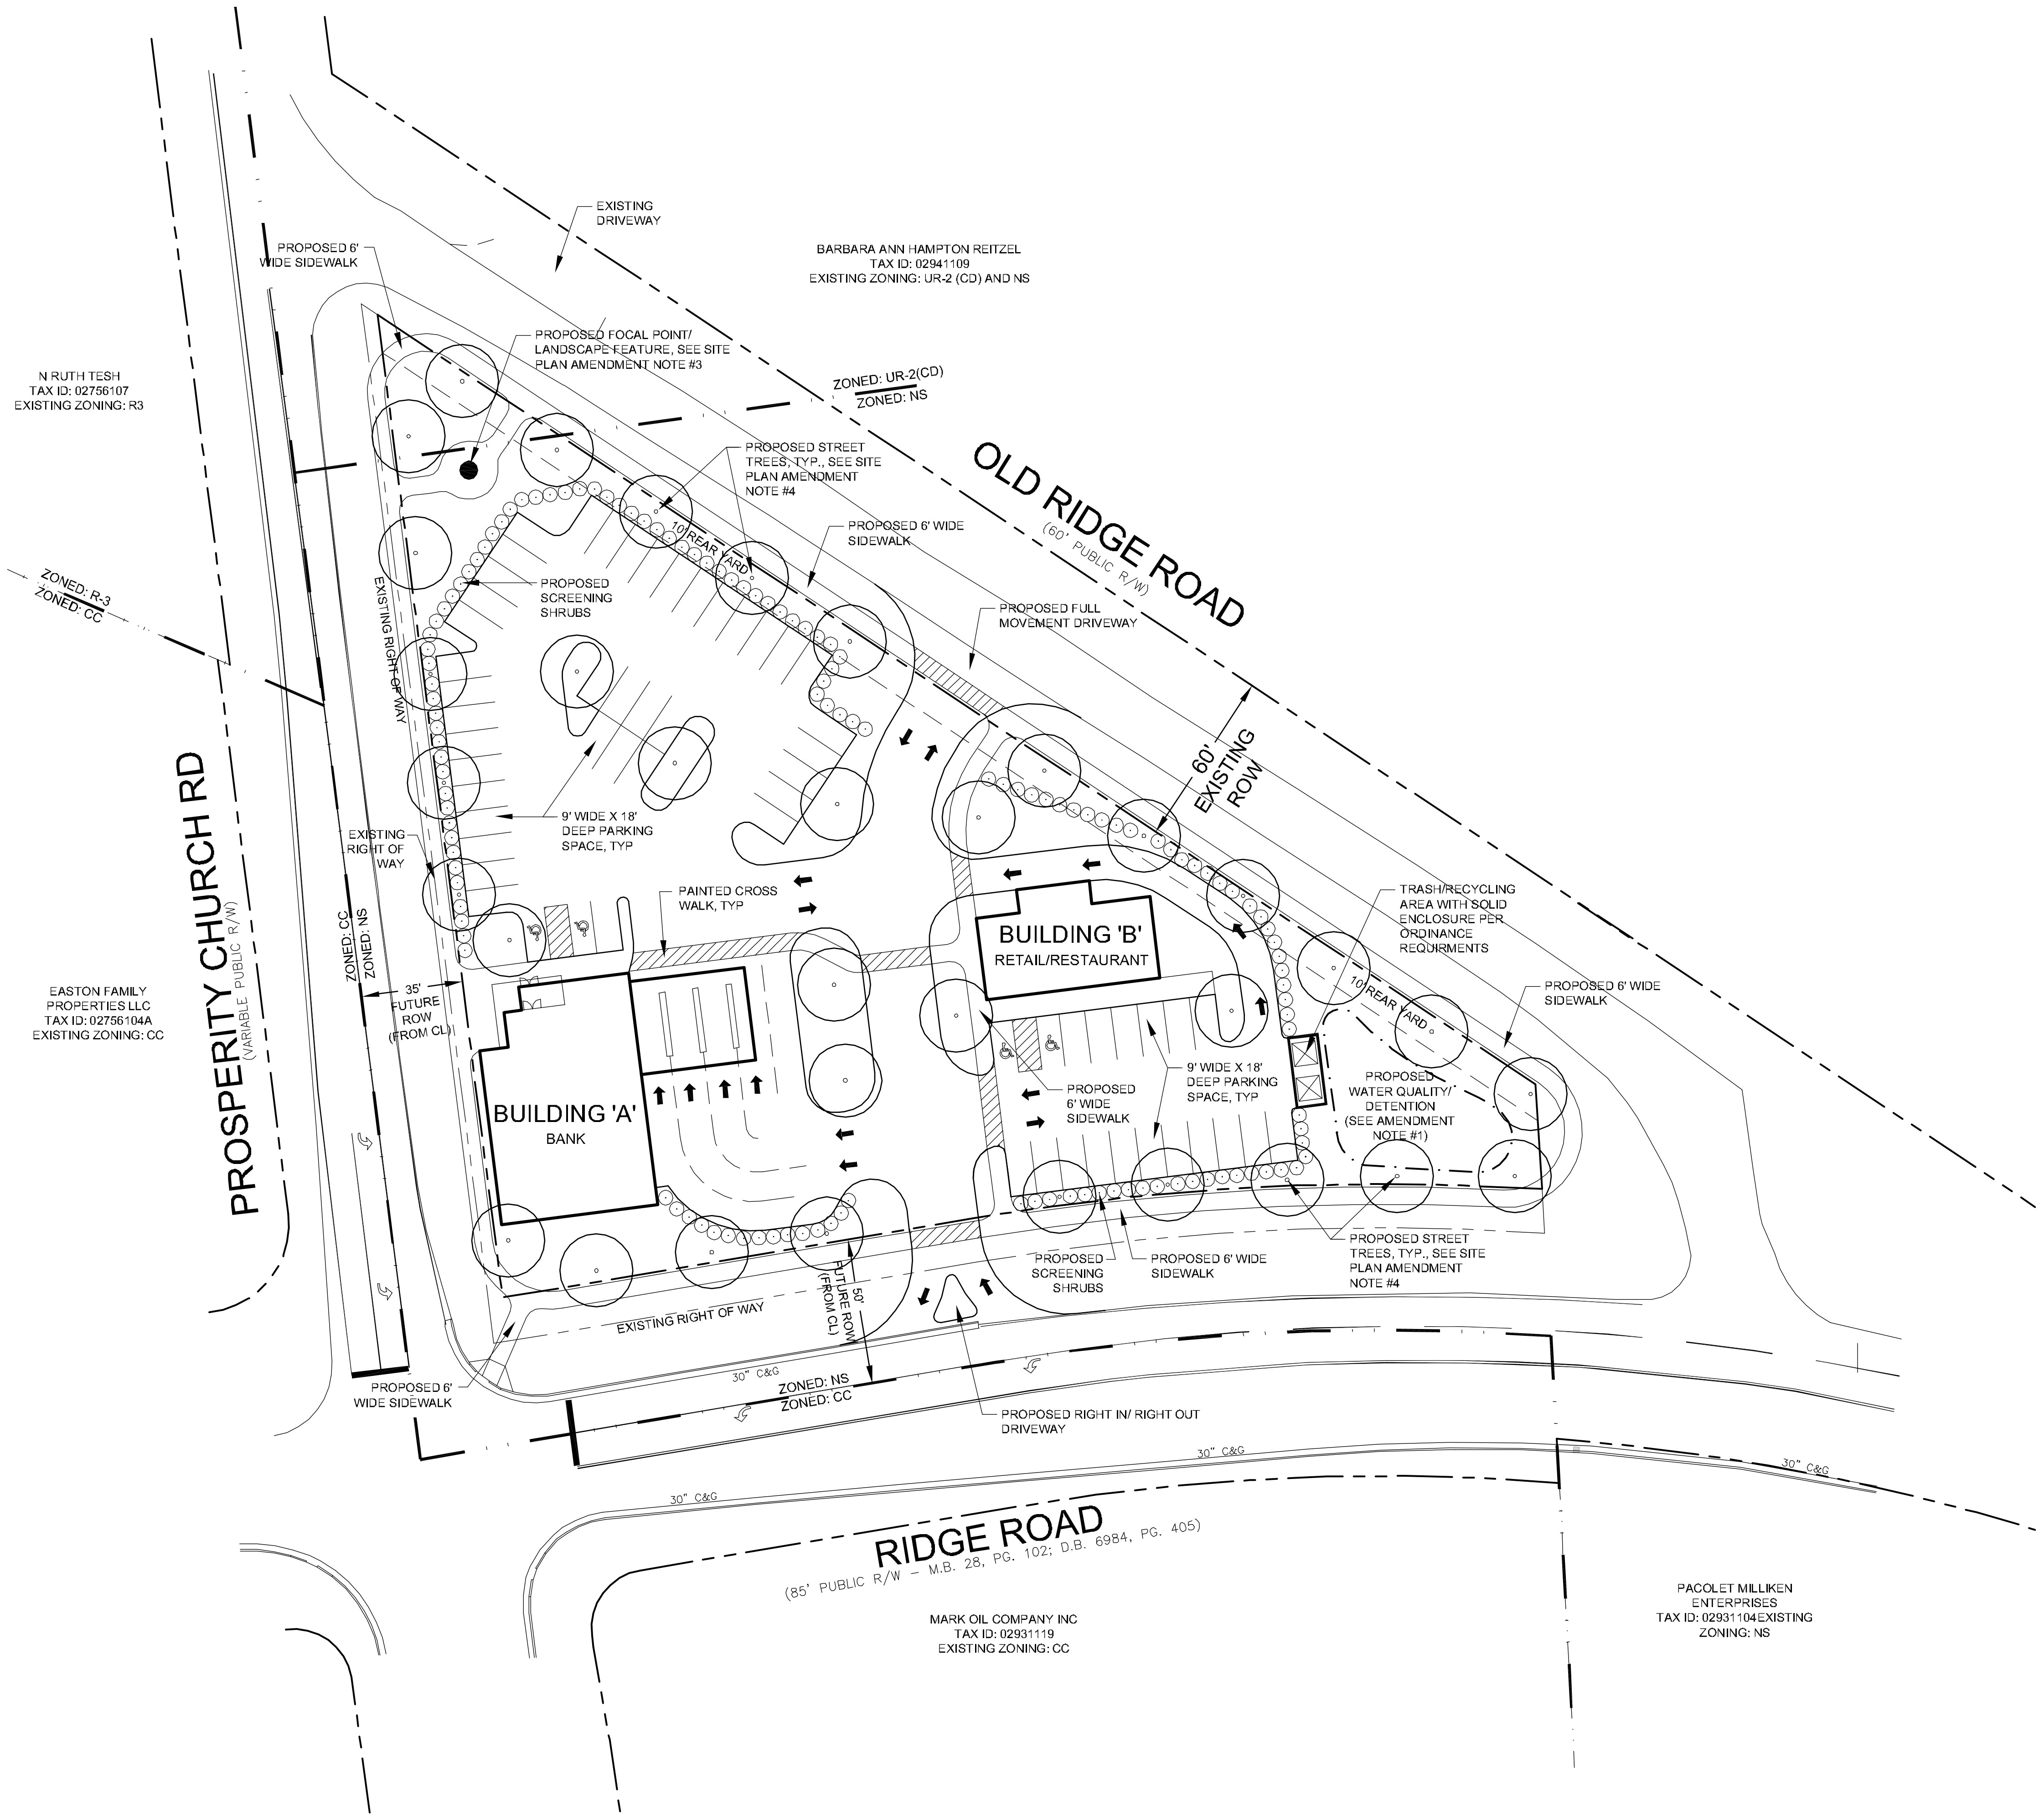 EXISTING
DRIVEWAY
PROPOSED 6'
WIDE SIDEWALK
BARBARA ANN HAMPTON REITZEL
TAX ID: 02941109
EXISTING ZONING: UR-2 (CD) AND NS
PROPOSED FOCAL POINT/
LANDSCAPE FEATURE, SEE SITE
PLAN AMENDMENT NOTE #3
N RUTH TESH
TAX ID: 02756107
EXISTING ZONING: R3
ZONED: UR-2(CD)
ZONED: NS
PROPOSED STREET
TREES, TYP., SEE SITE
PLAN AMENDMENT
NOTE #4
OLD RIDGE ROAD
(60' PUBLIC R/W)
10' REAR YARD
PROPOSED 6' WIDE
SIDEWALK
ZONED: R-3
ZONED: CC
EXISTING RIGHT OF WAY
PROPOSED
SCREENING
SHRUBS
PROPOSED FULL
MOVEMENT DRIVEWAY
60'
EXISTING
ROW
PROSPERITY CHURCH RD
(VARIABLE PUBLIC R/W)
EXISTING
RIGHT OF
WAY
9' WIDE X 18'
DEEP PARKING
SPACE, TYP
PAINTED CROSS
WALK, TYP
TRASH/RECYCLING
AREA WITH SOLID
ENCLOSURE PER
ORDINANCE
REQUIRMENTS
ZONED: CC
ZONED: NS
BUILDING 'B'
RETAIL/RESTAURANT
EASTON FAMILY
PROPERTIES LLC
TAX ID: 02756104A
EXISTING ZONING: CC
35'
FUTURE
ROW
(FROM CL)
10' REAR YARD
PROPOSED 6' WIDE
SIDEWALK
BUILDING 'A'
BANK
PROPOSED
6' WIDE
SIDEWALK
9' WIDE X 18'
DEEP PARKING
SPACE, TYP
PROPOSED
WATER QUALITY/
DETENTION
(SEE AMENDMENT
NOTE #1)
PROPOSED
SCREENING
SHRUBS
PROPOSED 6' WIDE
SIDEWALK
PROPOSED STREET
TREES, TYP., SEE SITE
PLAN AMENDMENT
NOTE #4
50'
FUTURE ROW
(FROM CL)
EXISTING RIGHT OF WAY
30" C&G
ZONED: NS
ZONED: CC
PROPOSED 6'
WIDE SIDEWALK
PROPOSED RIGHT IN/ RIGHT OUT
DRIVEWAY
30" C&G
30" C&G
30" C&G
RIDGE ROAD
(85' PUBLIC R/W - M.B. 28, PG. 102; D.B. 6984, PG. 405)
MARK OIL COMPANY INC
TAX ID: 02931119
EXISTING ZONING: CC
PACOLET MILLIKEN
ENTERPRISES
TAX ID: 02931104EXISTING
ZONING: NS